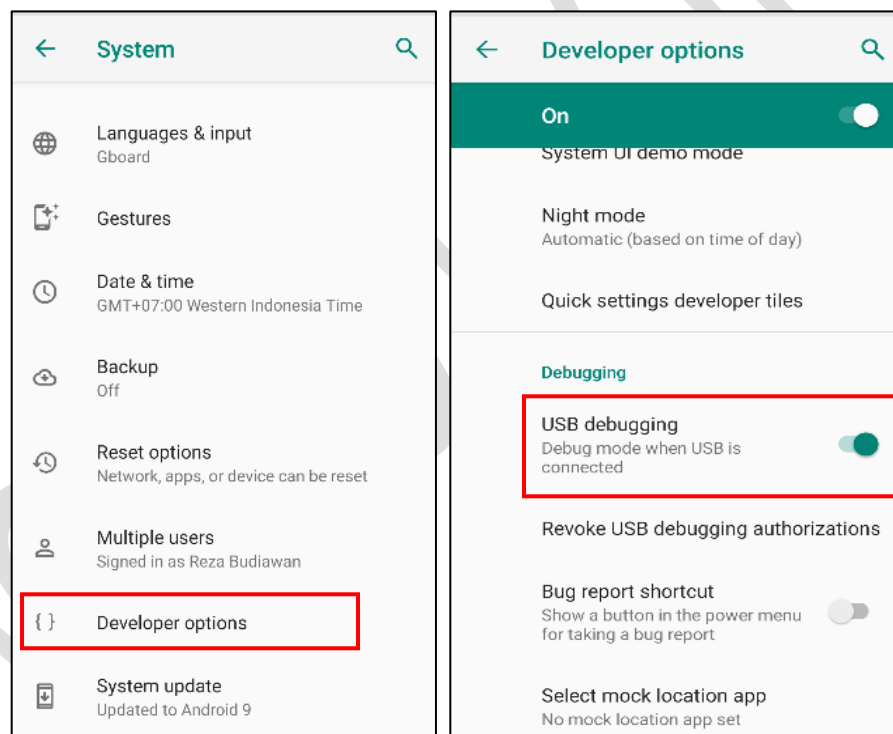 System
Languages & input
Gboard
Gestures
Date & time
GMT+07:00 Western Indonesia Time
Backup
Off
Reset options
Network, apps, or device can be reset
Multiple users
Signed in as Reza Budiawan
{ } Developer options
System update
Updated to Android 9
Developer options
On
System UI demo mode
Night mode
Automatic (based on time of day)
Quick settings developer tiles
Debugging
USB debugging
Debug mode when USB is
connected
Revoke USB debugging authorizations
Bug report shortcut
Show a button in the power menu
for taking a bug report
Select mock location app
No mock location app set